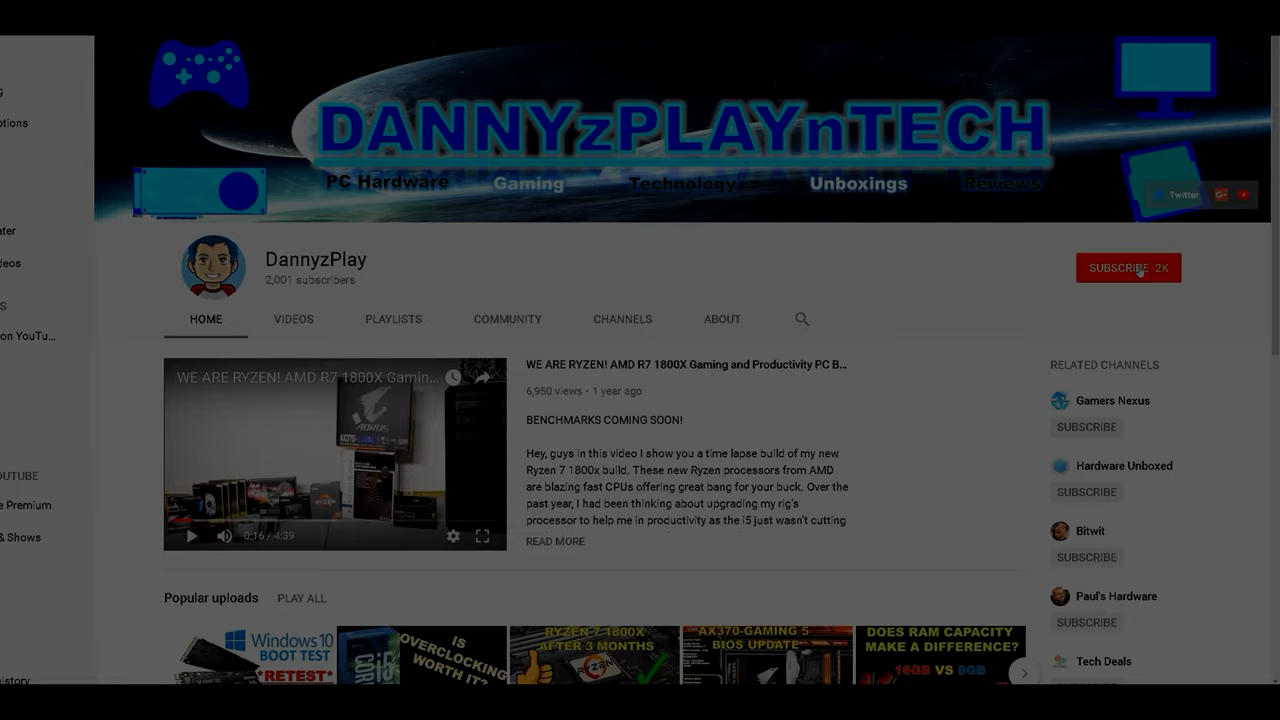 DANNYzPLAYnTECH
PC Hardware Gaming Technology Unboxings Reviews
Twitter
DannyzPlay
2,001 subscribers
SUBSCRIBE 2K
HOME VIDEOS PLAYLISTS COMMUNITY CHANNELS ABOUT
ptions
ater
deos
S
on YouTu...
OUTUBE
e Premium
& Shows
history
WE ARE RYZEN! AMD R7 1800X Gamin...
AORUS
AX370-
RYZEN
0:16 / 4:39
WE ARE RYZEN! AMD R7 1800X Gaming and Productivity PC B...
6,950 views • 1 year ago
BENCHMARKS COMING SOON!
Hey, guys in this video I show you a time lapse build of my new
Ryzen 7 1800x build. These new Ryzen processors from AMD
are blazing fast CPUs offering great bang for your buck. Over the
past year, I had been thinking about upgrading my rig's
processor to help me in productivity as the i5 just wasn't cutting
READ MORE
RELATED CHANNELS
Gamers Nexus
SUBSCRIBE
Hardware Unboxed
SUBSCRIBE
Bitwit
SUBSCRIBE
Paul's Hardware
SUBSCRIBE
Tech Deals
Popular uploads PLAY ALL
Windows 10
BOOT TEST
*RETEST*
CORE i5
IS
OVERCLOCKING
WORTH IT?
RYZEN 7 1800X
AFTER 3 MONTHS
AX370-GAMING 5
BIOS UPDATE
DOES RAM CAPACITY
MAKE A DIFFERENCE?
16GB VS 8GB